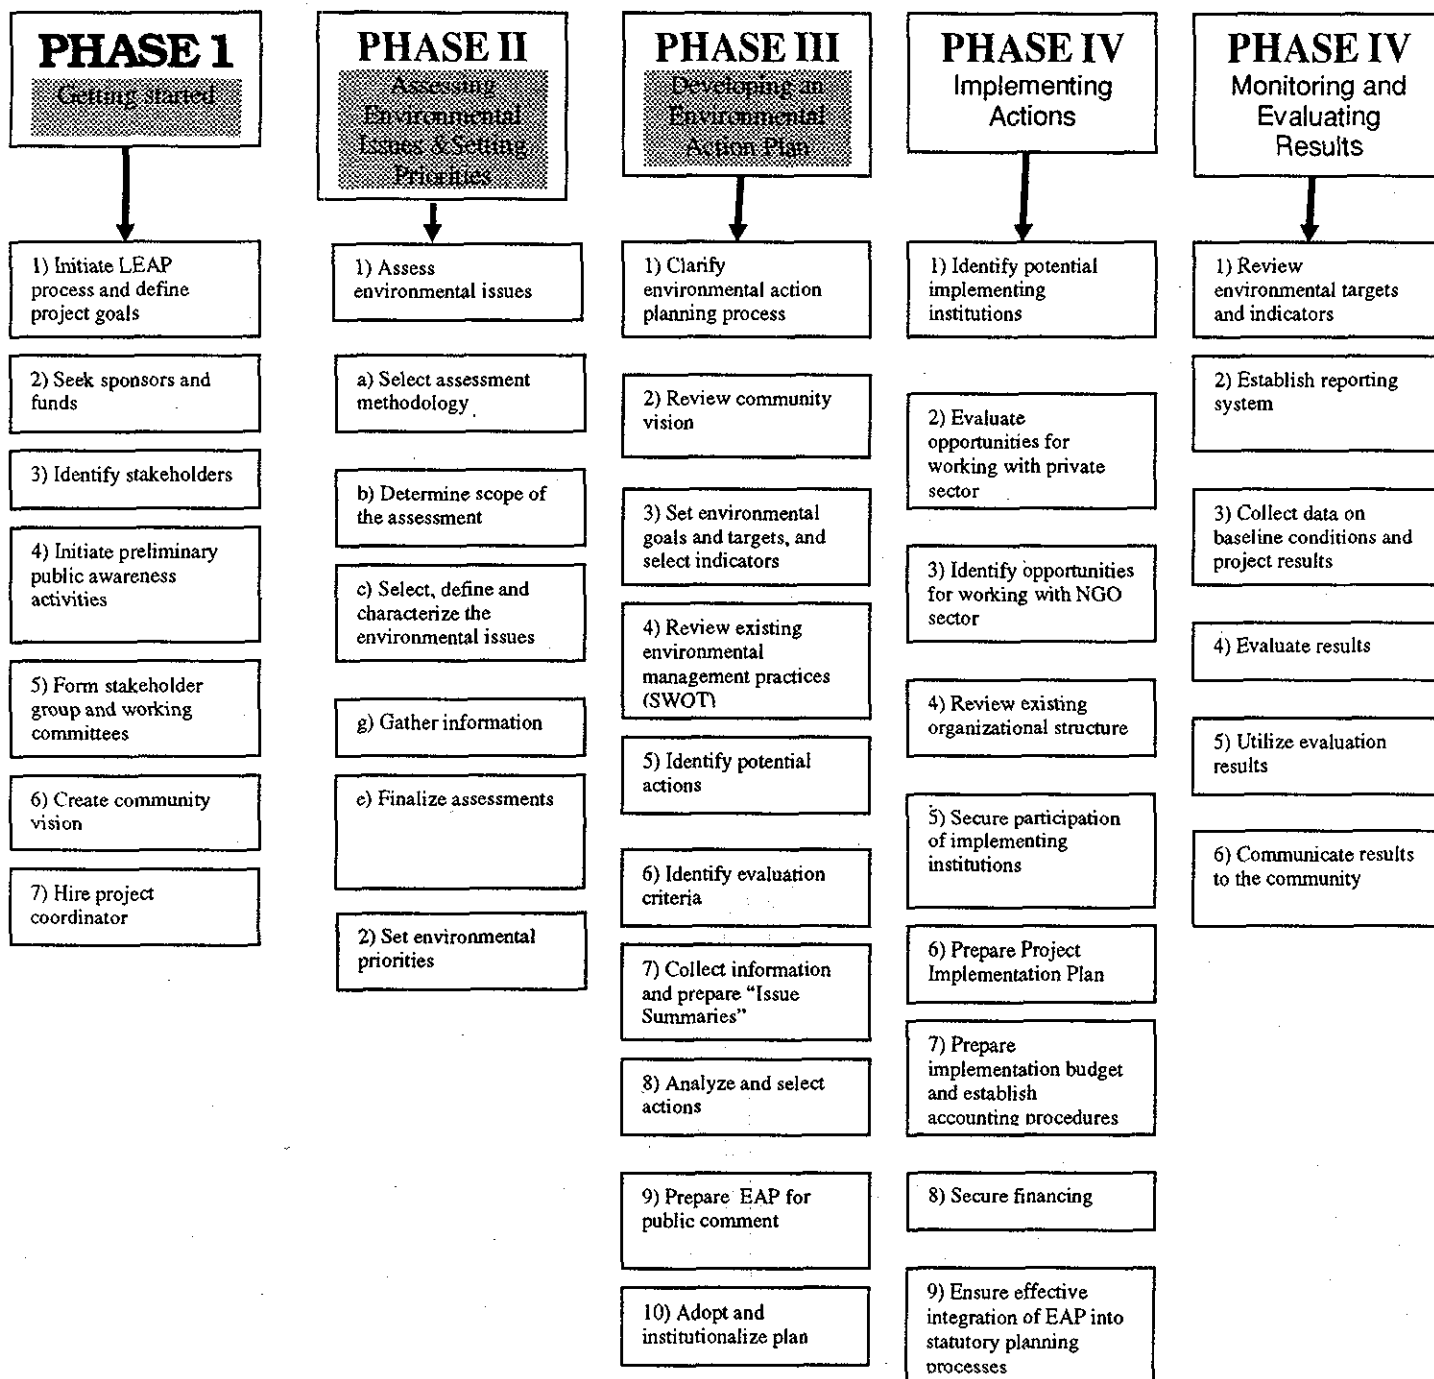 PHASE 1
Getting started
1) Initiate LEAP
process and define
project goals
2) Seek sponsors and
funds
3) Identify stakeholders
4) Initiate preliminary
public awareness
activities
5) Form stakeholder
group and working
committees
6) Create community
vision
7) Hire project
coordinator
PHASE II
Assessing
Environmental
Issues & Setting
Priorities
1) Assess
environmental issues
a) Select assessment
methodology
b) Determine scope of
the assessment
c) Select, define and
characterize the
environmental issues
g) Gather information
e) Finalize assessments
2) Set environmental
priorities
PHASE III
Developing an
Environmental
Action Plan
1) Clarify
environmental action
planning process
2) Review community
vision
3) Set environmental
goals and targets, and
select indicators
4) Review existing
environmental
management practices
(SWOT)
5) Identify potential
actions
6) Identify evaluation
criteria
7) Collect information
and prepare “Issue
Summaries”
8) Analyze and select
actions
9) Prepare EAP for
public comment
10) Adopt and
institutionalize plan
PHASE IV
Implementing
Actions
1) Identify potential
implementing
institutions
2) Evaluate
opportunities for
working with private
sector
3) Identify opportunities
for working with NGO
sector
4) Review existing
organizational structure
5) Secure participation
of implementing
institutions
6) Prepare Project
Implementation Plan
7) Prepare
implementation budget
and establish
accounting procedures
8) Secure financing
9) Ensure effective
integration of EAP into
statutory planning
processes
PHASE IV
Monitoring and
Evaluating
Results
1) Review
environmental targets
and indicators
2) Establish reporting
system
3) Collect data on
baseline conditions and
project results
4) Evaluate results
5) Utilize evaluation
results
6) Communicate results
to the community